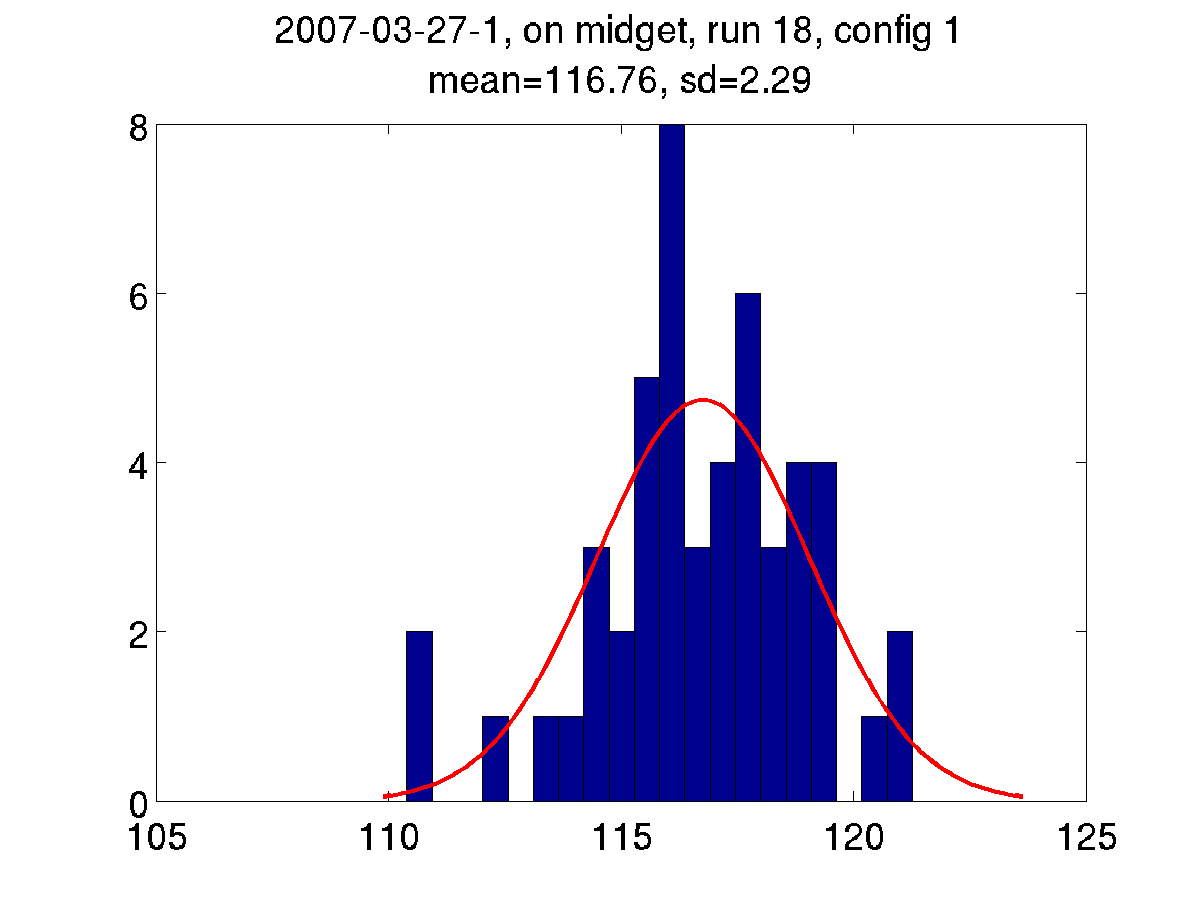 2007-03-27-1, on midget, run 18, config 1
mean=116.76, sd=2.29
8
6
4
2
0
105 110 115 120 125